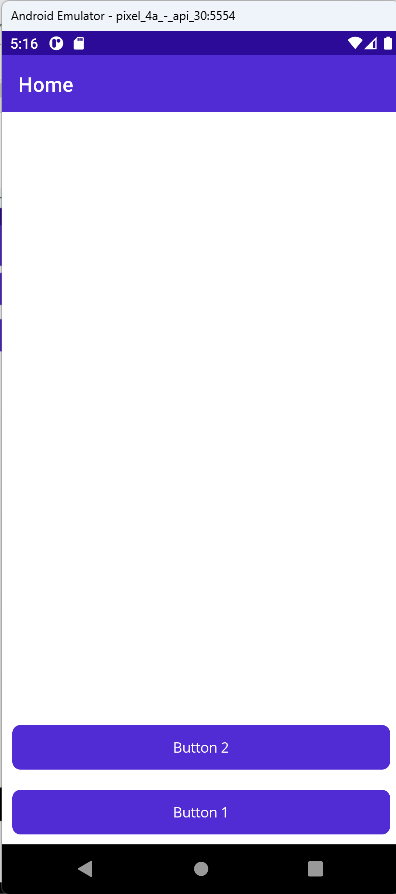 Android Emulator - pixel_4a_-_api_30:5554
5:16
Home
Button 2
Button 1